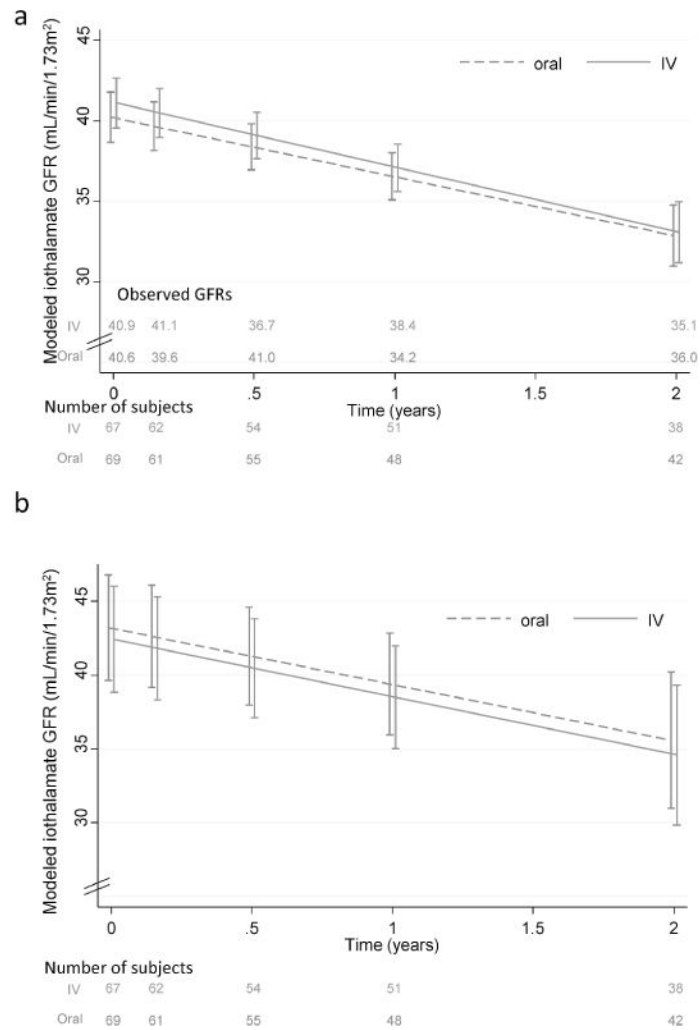 a
Modeled iothalamate GFR (mL/min/1.73m²)
45
40
35
30
oral IV
Observed GFRs
IV 40.9 41.1 36.7 38.4 35.1
Oral 40.6 39.6 41.0 34.2 36.0
0 .5 1 1.5 2
Time (years)
Number of subjects
IV 67 62 54 51 38
Oral 69 61 55 48 42
b
Modeled iothalamate GFR (mL/min/1.73m²)
45
40
35
30
oral IV
0 .5 1 1.5 2
Time (years)
Number of subjects
IV 67 62 54 51 38
Oral 69 61 55 48 42